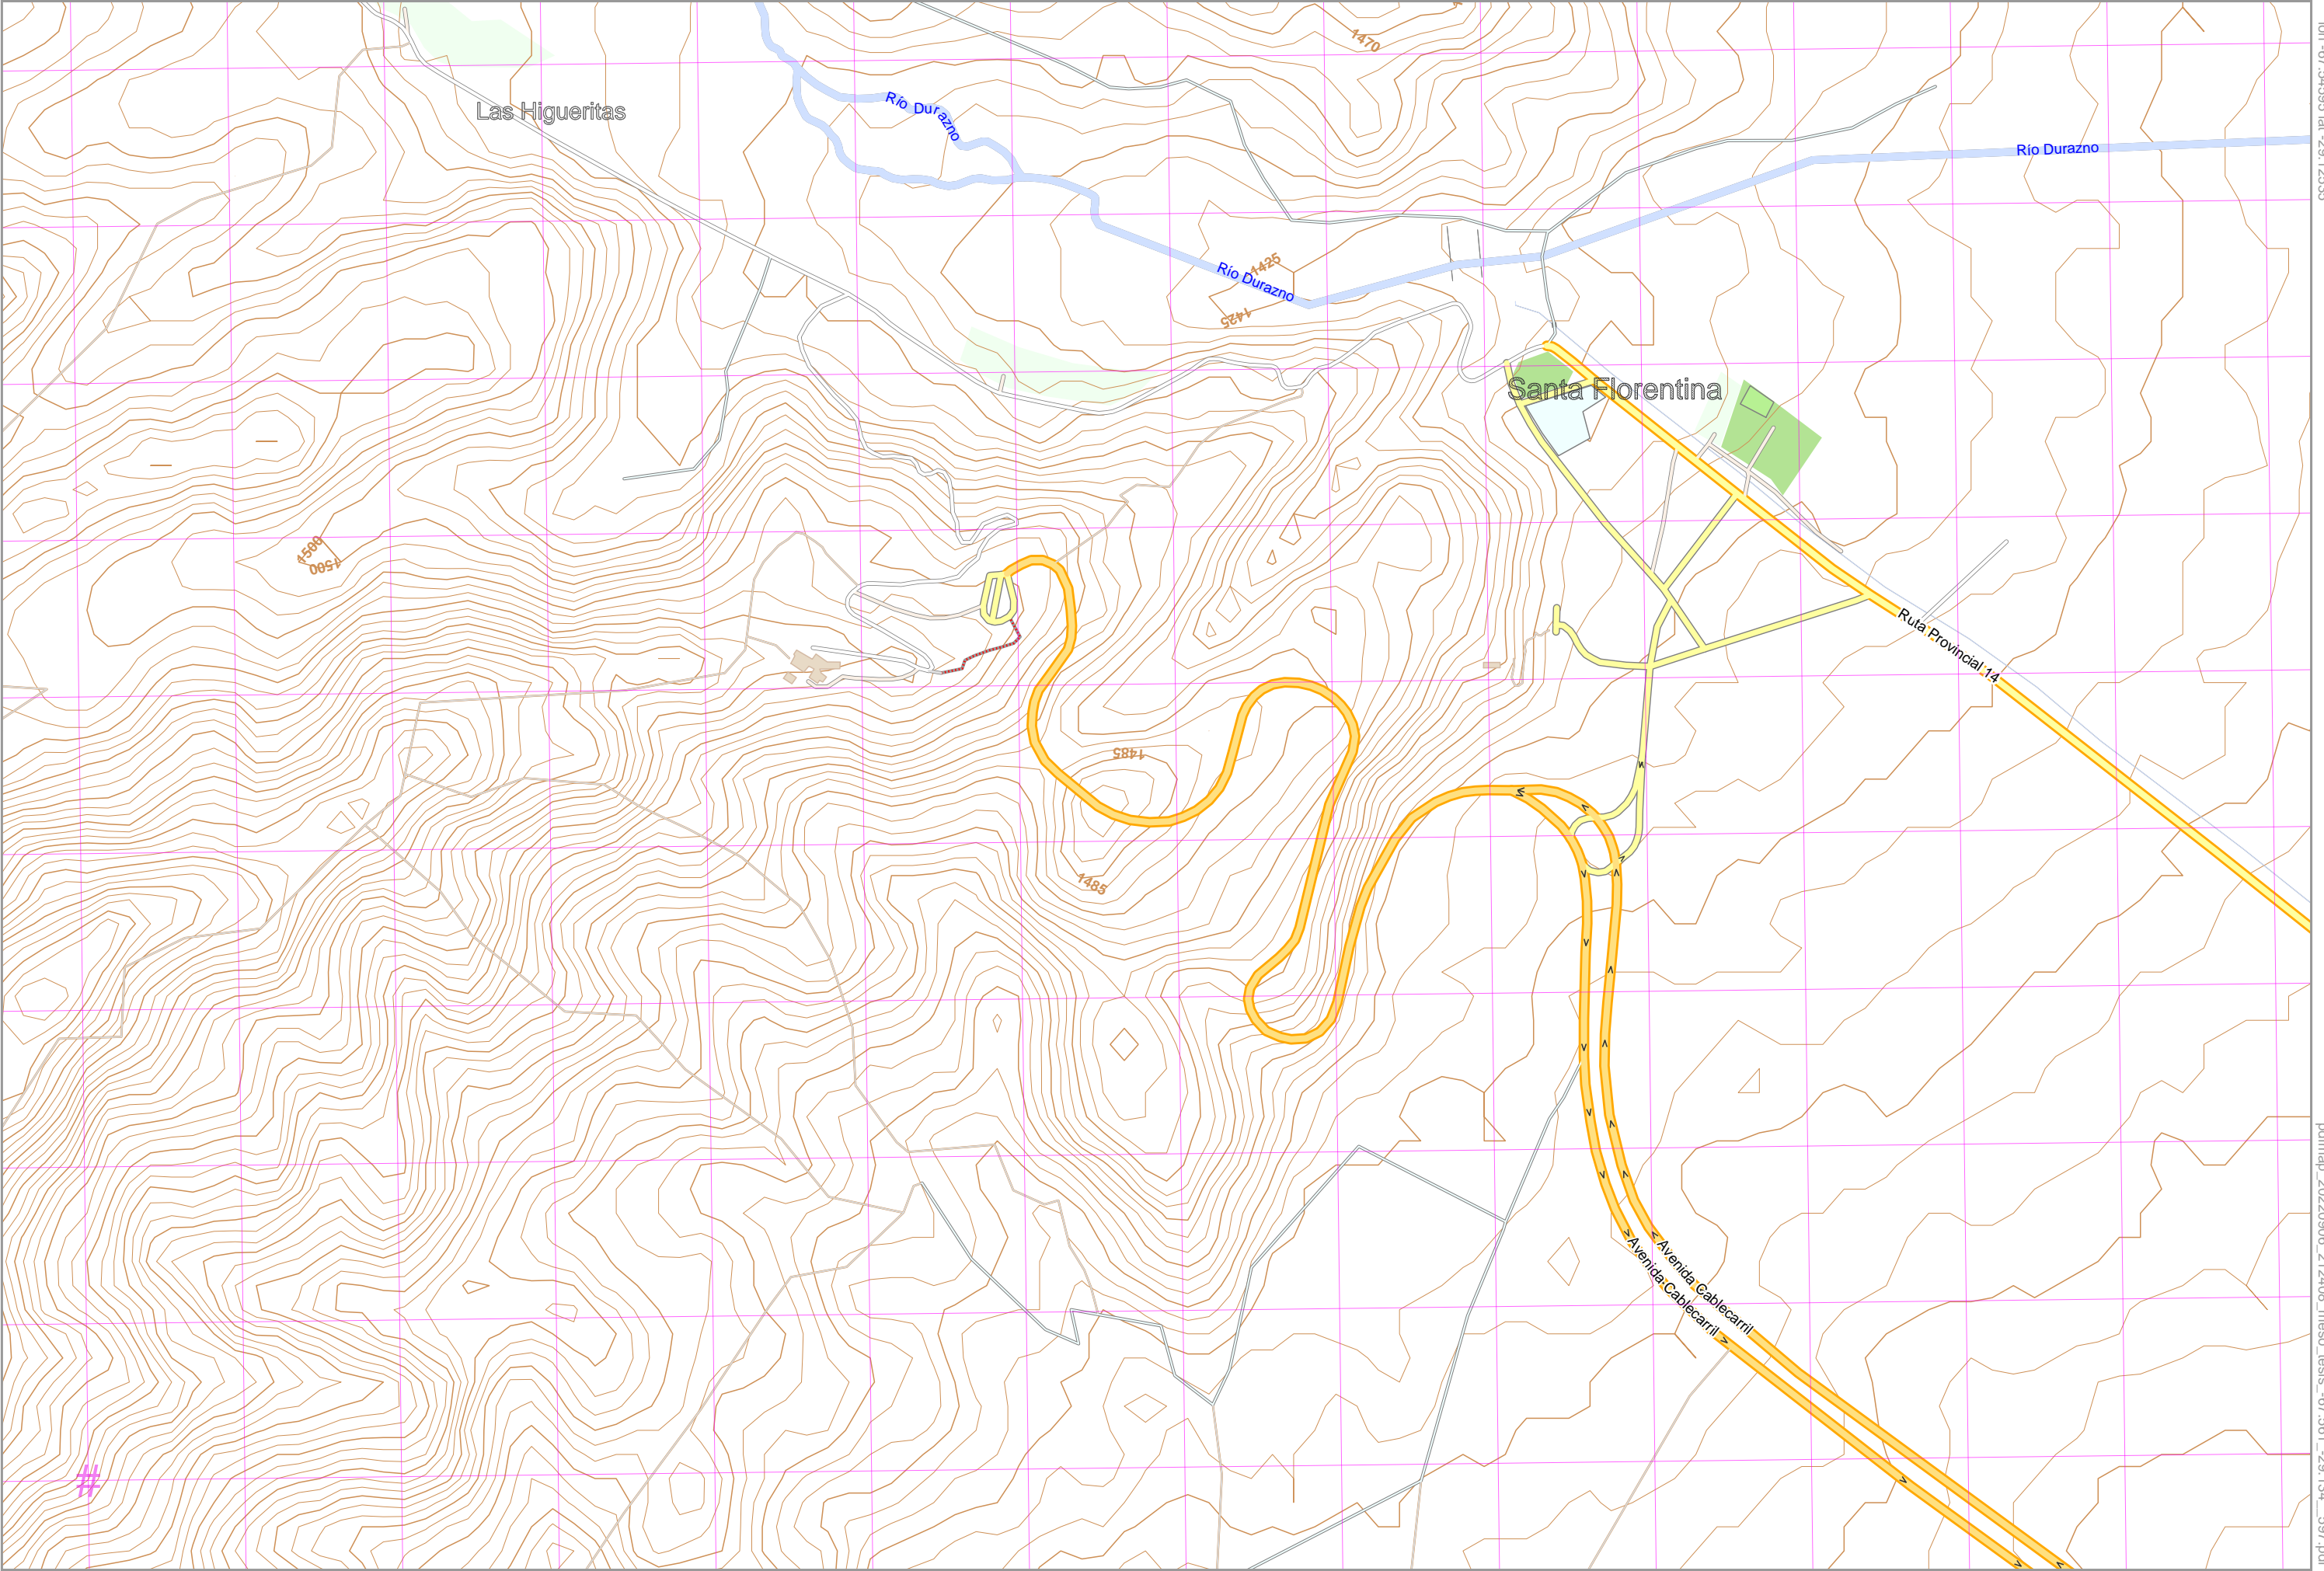 1470
Las Higueritas
Río Durazno
Río Durazno
1425
Río Durazno
1425
Santa Florentina
1500
1500
Ruta Provincial 14
1485
1485
Avenida Cablecarril
Avenida Cablecarril
#